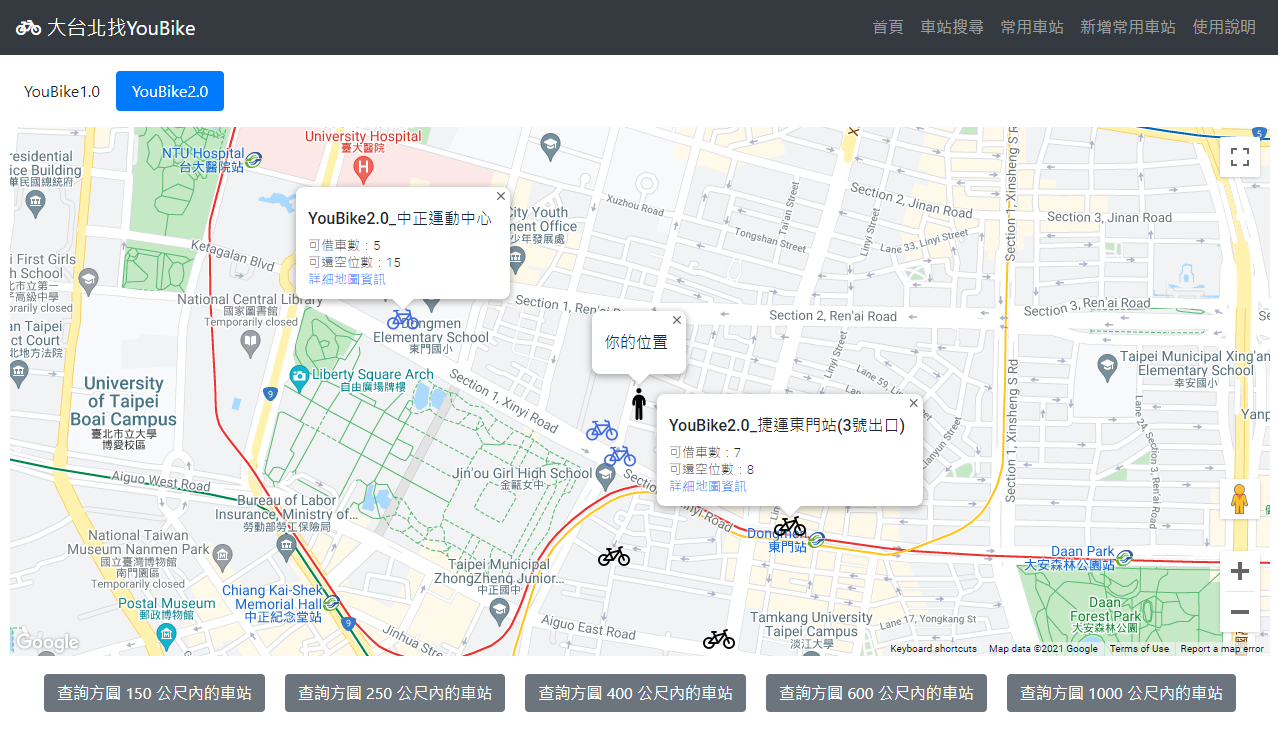 大台北找YouBike
首頁 車站搜尋 常用車站 新增常用車站 使用說明
YouBike1.0 YouBike2.0
University Hospital
臺大醫院
NTU Hospital
台大醫院站
residential
ice Building
華民國總統府
YouBike2.0_中正運動中心
可借車數：5
可還空位數：15
詳細地圖資訊
City Youth
ment Office
少年發展處
Xuzhou Road
Tai'an Street
Linyi Street
Section 2, Jinan Road
Section 3, Jinan Road
Section 1, Xinsheng S Rd
Tongshan Street
Lane 33, Linyi Street
5
Ketagalan Blvd
i First Girls
h School
北市立第一
子高級中學
porarily closed
National Central Library
國家圖書館
Temporarily closed
Section 1, Ren'ai Road
Section 2, Ren'ai Road
Section 3, Ren'ai Road
Dongmen
Elementary School
東門國小
an Taipei
ict Court
北地方法院
你的位置
Linyi Street
Lane 59, Linyi Street
Taipei Municipal Xing'an
Elementary School
幸安國小
Liberty Square Arch
自由廣場牌樓
Section 1, Xinyi Road
University
of Taipei
Boai Campus
臺北市立大學
博愛校區
9
YouBike2.0_捷運東門站(3號出口)
可借車數：7
可還空位數：8
詳細地圖資訊
Lianyun Street
Section 1, Xinsheng S Rd
Lane 2A, Section 3,
Ren'ai Road
Yanp
Jin'ou Girl High School
金甌女中
Aiguo West Road
Bureau of Labor
Insurance, Ministry of...
勞動部勞工保險局
National Taiwan
Museum Nanmen Park
國立臺灣博物館
南門園區
Temporarily closed
Dongmen
東門站
Daan Park
大安森林公園站
Taipei Municipal
ZhongZheng Junior...
中正國中
Chiang Kai-Shek
Memorial Hall
中正紀念堂站
Postal Museum
郵政博物館
9
Jinhua Street
Aiguo East Road
Tamkang University
Taipei Campus
淡江大學
Lane 17, Yongkang St
Daan
Forest Park
大安森林公園
Google
Keyboard shortcuts Map data ©2021 Google Terms of Use Report a map error
查詢方圓 150 公尺內的車站 查詢方圓 250 公尺內的車站 查詢方圓 400 公尺內的車站 查詢方圓 600 公尺內的車站 查詢方圓 1000 公尺內的車站